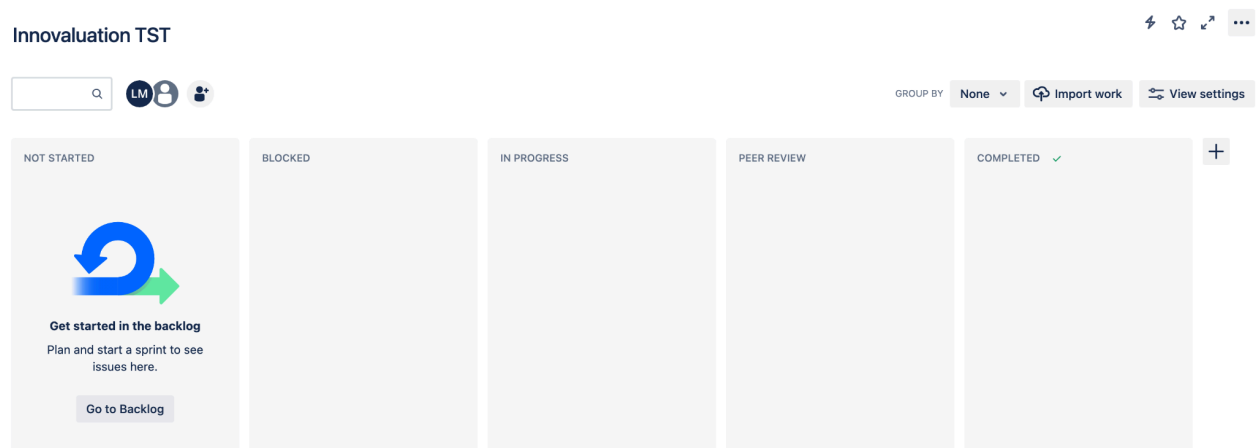 Innovaluation TST
LM
GROUP BY
None
Import work
View settings
NOT STARTED
BLOCKED
IN PROGRESS
PEER REVIEW
COMPLETED
Get started in the backlog
Plan and start a sprint to see
issues here.
Go to Backlog